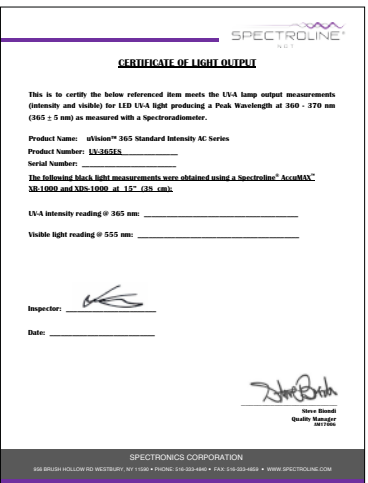 SPECTROLINE®
NCT
CERTIFICATE OF LIGHT OUTPUT
This is to certify the below referenced item meets the UV-A lamp output measurements
(intensity and visible) for LED UV-A light producing a Peak Wavelength at 360 - 370 nm
(365 ± 5 nm) as measured with a Spectroradiometer.
Product Name: uVision™ 365 Standard Intensity AC Series
Product Number: UV-365ES
Serial Number:
The following black light measurements were obtained using a Spectroline® AccuMAX™
XR-1000 and XDS-1000 at 15" (38 cm):
UV-A intensity reading @ 365 nm:
Visible light reading @ 555 nm:
Inspector:
Date:
Steve Biondi
Quality Manager
AM17006
SPECTRONICS CORPORATION
956 BRUSH HOLLOW RD WESTBURY, NY 11590 • PHONE: 516-333-4840 • FAX: 516-333-4859 • WWW.SPECTROLINE.COM